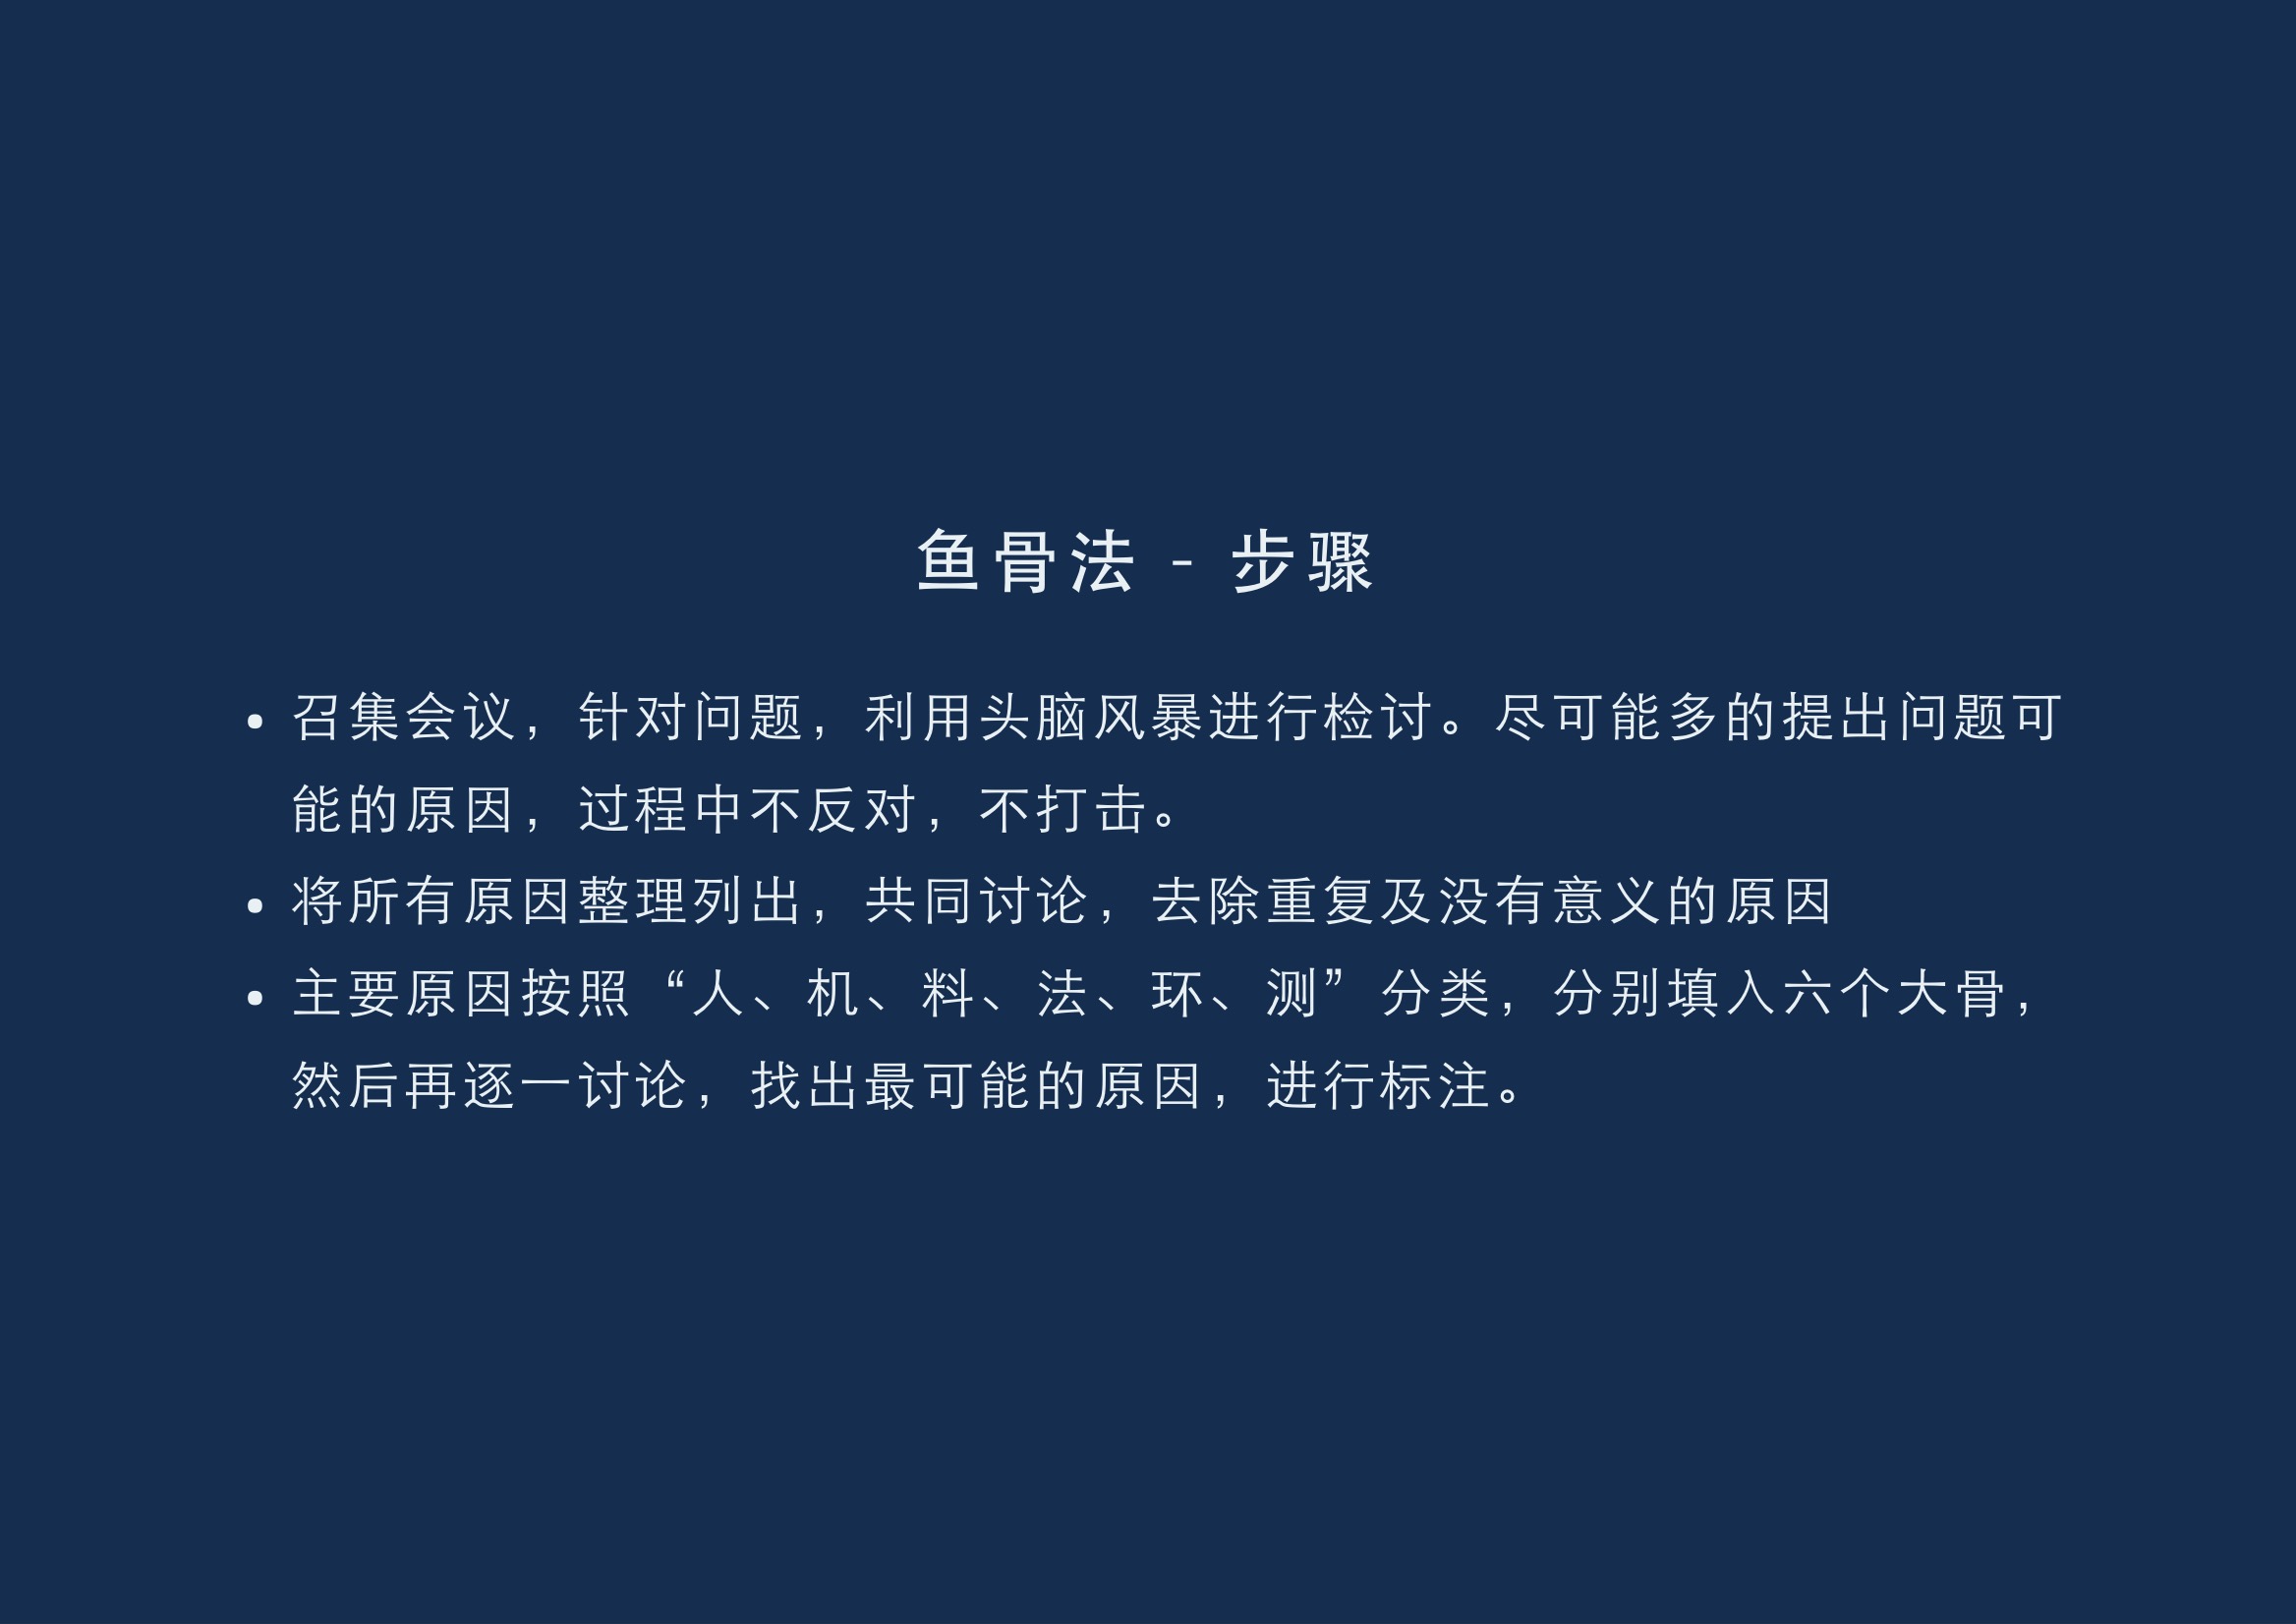 鱼骨法 - 步骤
• 召集会议，针对问题，利用头脑风暴进行检讨。尽可能多的提出问题可
能的原因，过程中不反对，不打击。
• 将所有原因整理列出，共同讨论，去除重复及没有意义的原因
• 主要原因按照“人、机、料、法、环、测”分类，分别填入六个大骨，
然后再逐一讨论，找出最可能的原因，进行标注。